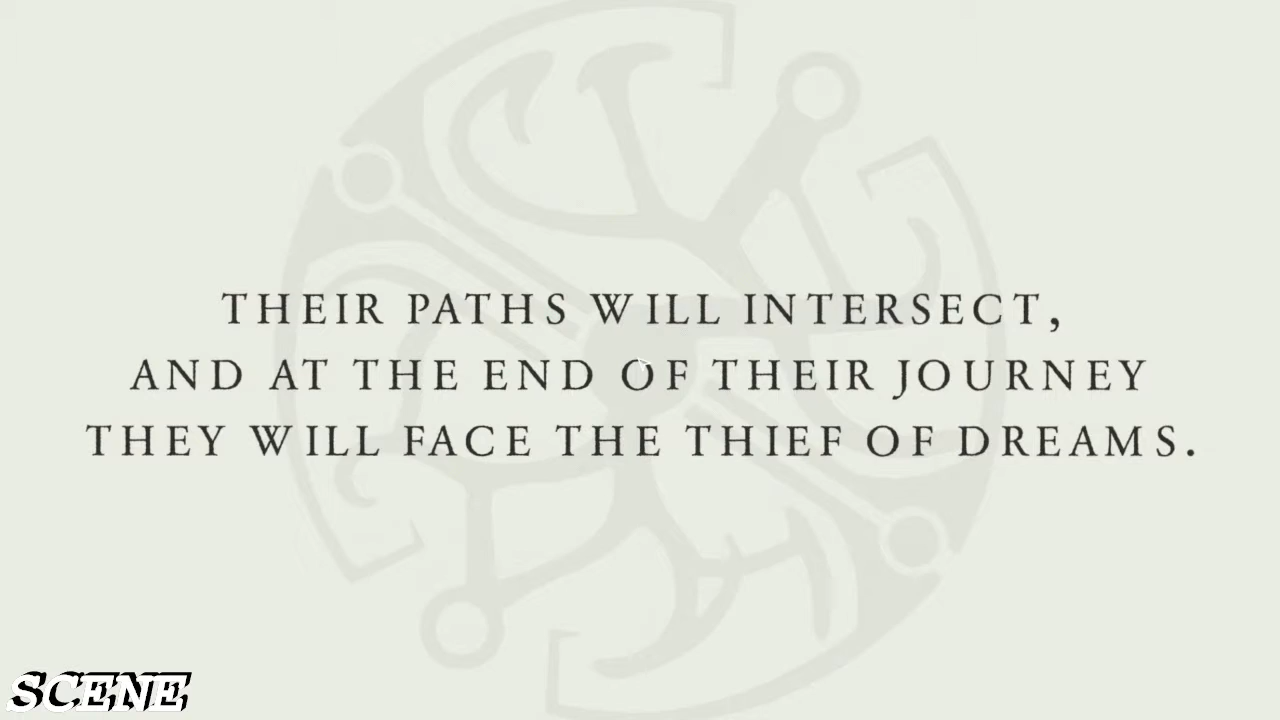 THEIR PATHS WILL INTERSECT,
AND AT THE END OF THEIR JOURNEY
THEY WILL FACE THE THIEF OF DREAMS.
SCENE